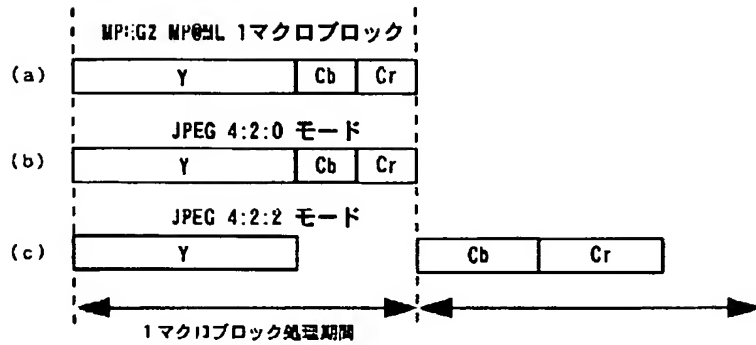 MPEG2 MP@ML 1マクロブロック
(a) Y Cb Cr
JPEG 4:2:0 モード
(b) Y Cb Cr
JPEG 4:2:2 モード
(c) Y Cb Cr
1マクロブロック処理期間